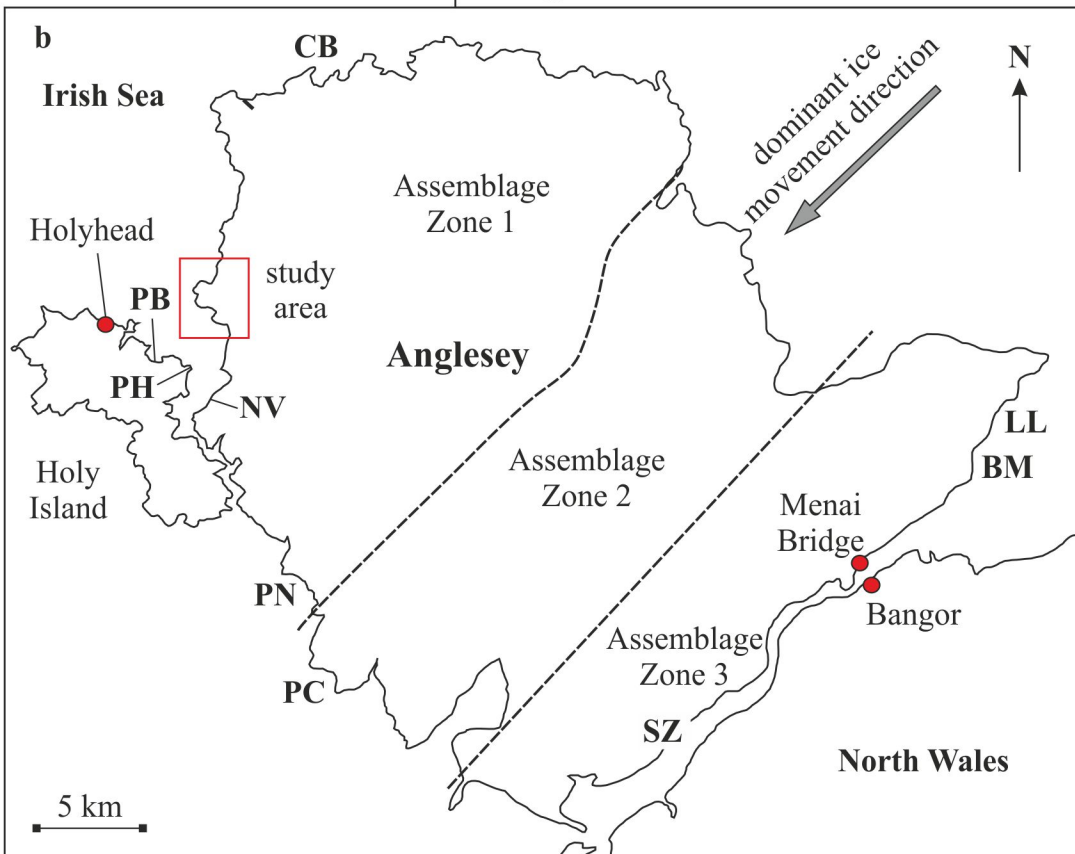 b
CB
Irish Sea
dominant ice
movement direction
N
Assemblage
Zone 1
Holyhead
study
area
PB
PH
Anglesey
NV
LL
BM
Holy
Island
Assemblage
Zone 2
Menai
Bridge
PN
Bangor
Assemblage
Zone 3
PC
SZ
North Wales
5 km